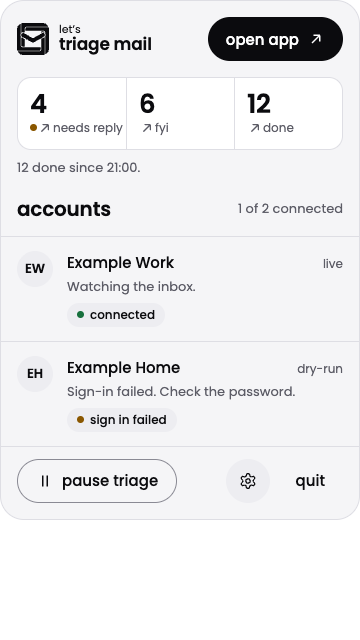 let's
triage mail
open app
4
needs reply
6
fyi
12
done
12 done since 21:00.
accounts
1 of 2 connected
EW
Example Work
live
Watching the inbox.
connected
EH
Example Home
dry-run
Sign-in failed. Check the password.
sign in failed
pause triage
quit